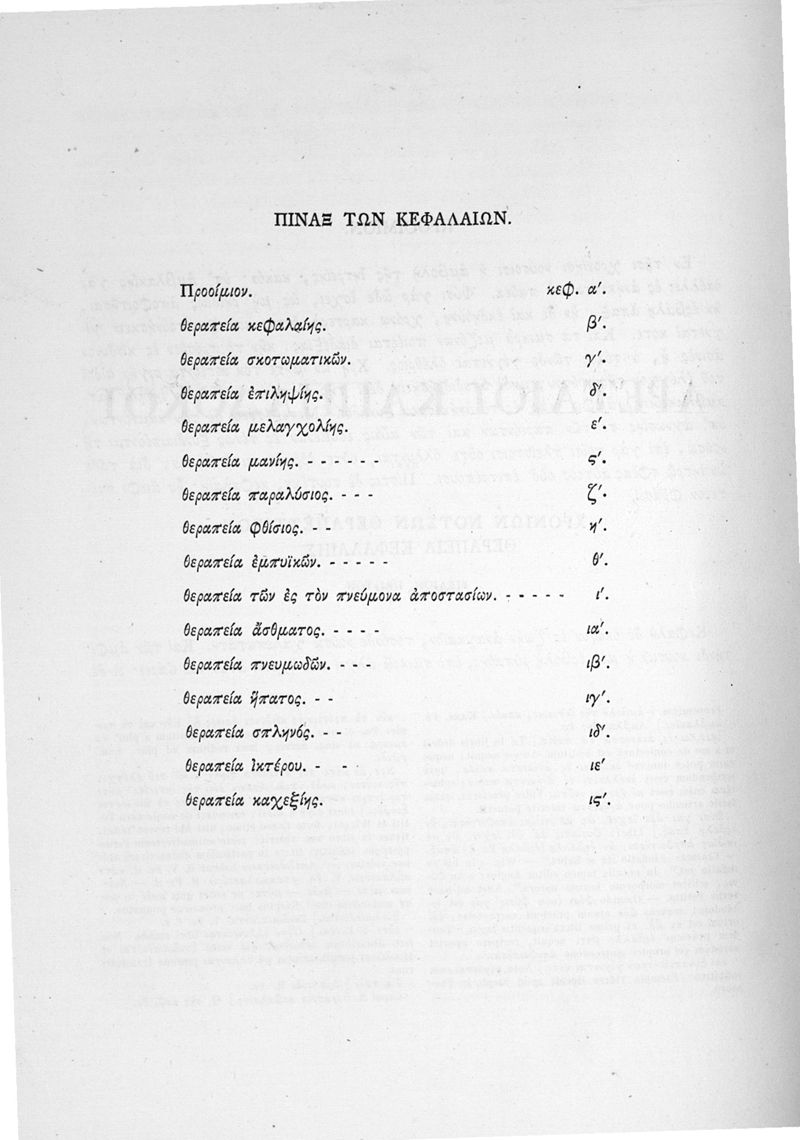 ΠΙΝΑΞ ΤΩΝ ΚΕΦΑΛΑΙΩΝ.
Προοίμιον. κεφ. α′.
θεραπεία κεφαλαίης. β′.
θεραπεία σκοτωματικῶν. γ′.
θεραπεία ἐπιληψίης. δ′.
θεραπεία μελαγχολίης. ε′.
θεραπεία μανίης. - - - - - - ς′.
θεραπεία παραλύσιος. - - - ζ′.
θεραπεία φθίσιος. - - η′.
θεραπεία ἐμπυϊκῶν. - - - - - θ′.
θεραπεία τῶν ἐς τὸν πνεύμονα ἀποστασίων. - - - - - ι′.
θεραπεία ἄσθματος. - - - - ια′.
θεραπεία πνευμωδῶν. - - - ιβ′.
θεραπεία ἥπατος. - - ιγ′.
θεραπεία σπληνός. - - ιδ′.
θεραπεία ἰκτέρου. - - ιε′
θεραπεία καχεξίης. ις′.